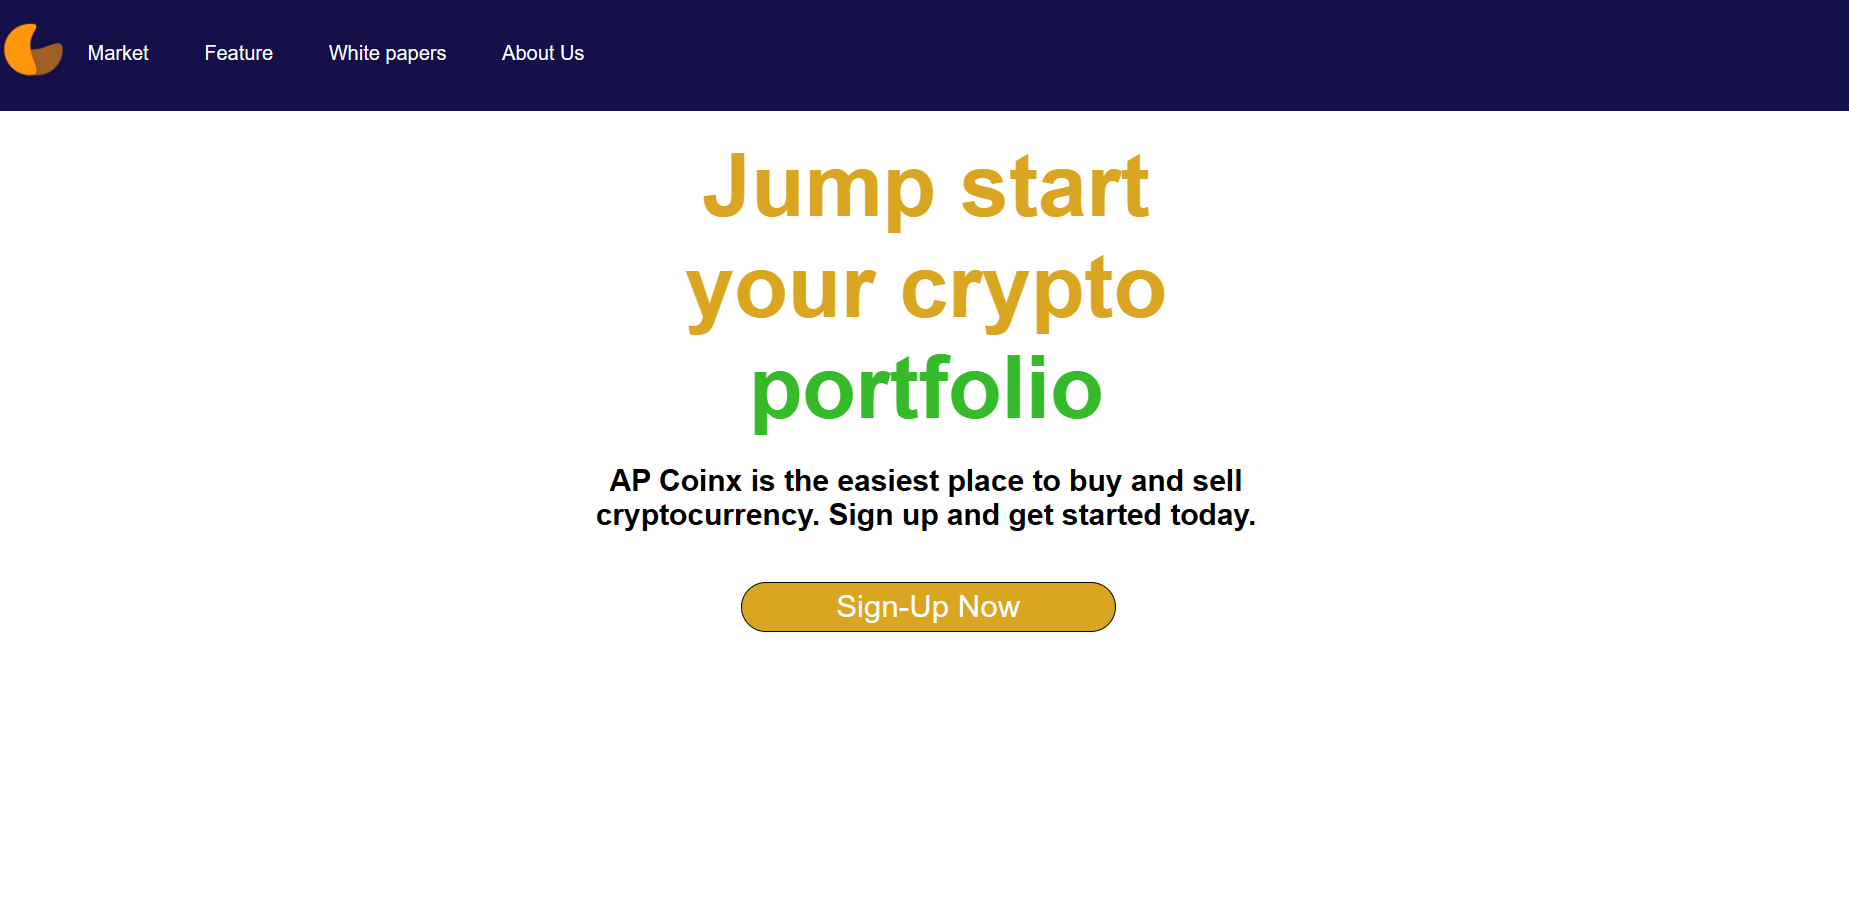 Market Feature White papers About Us
Jump start
your crypto
portfolio
AP Coinx is the easiest place to buy and sell
cryptocurrency. Sign up and get started today.
Sign-Up Now